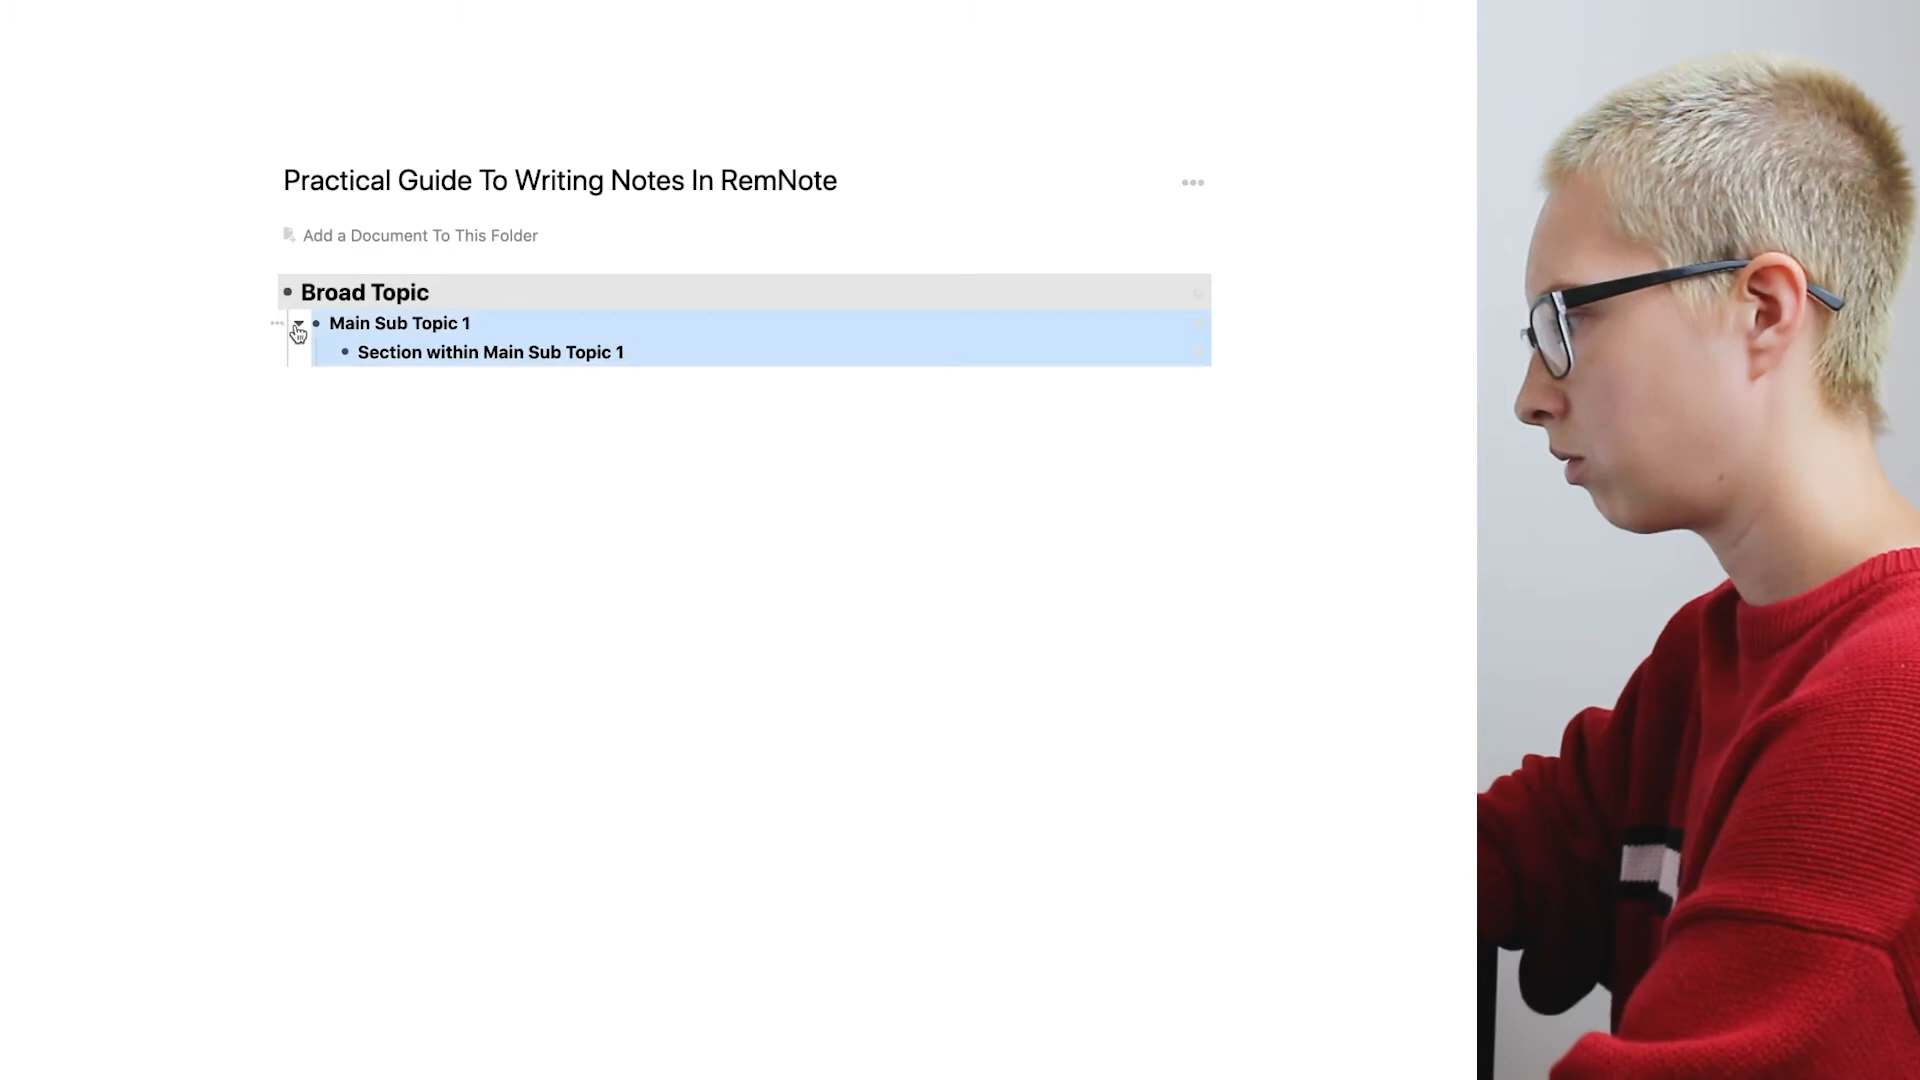 Practical Guide To Writing Notes In RemNote
Add a Document To This Folder
Broad Topic
Main Sub Topic 1
Section within Main Sub Topic 1